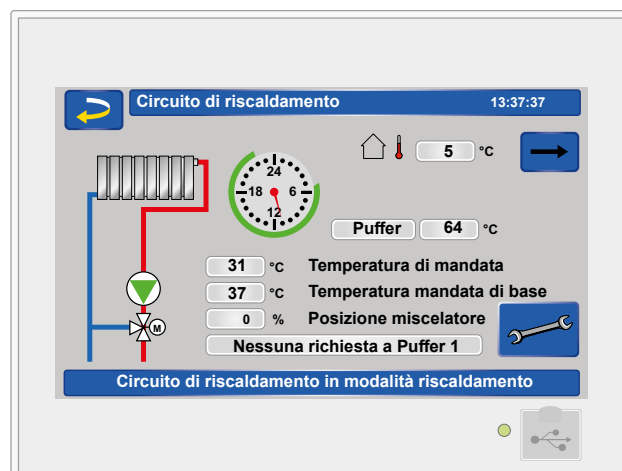 Circuito di riscaldamento 13:37:37
5 °C
24
18 6
12
Puffer 64 °C
31 °C Temperatura di mandata
37 °C Temperatura mandata di base
0 % Posizione miscelatore
M
Nessuna richiesta a Puffer 1
Circuito di riscaldamento in modalità riscaldamento